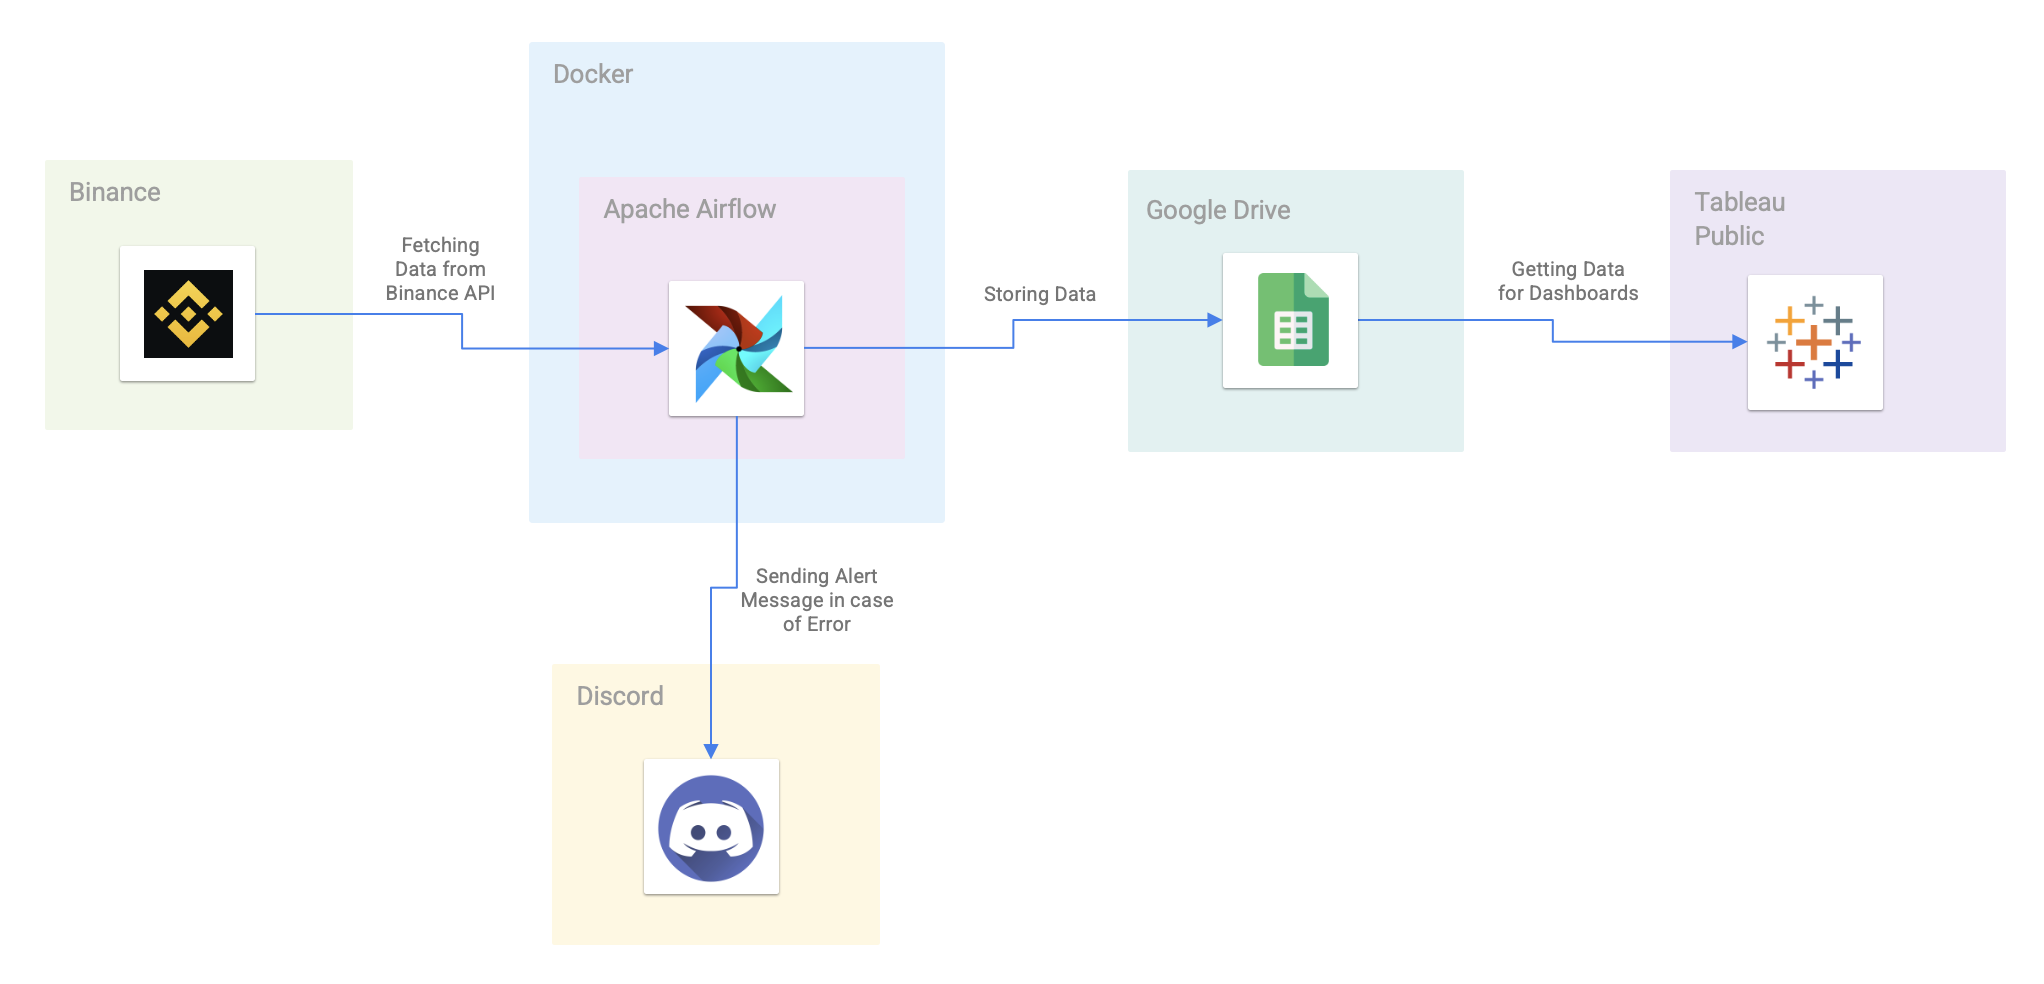 Docker
Binance
Apache Airflow
Google Drive
Tableau
Public
Fetching
Data from
Binance API
Storing Data
Getting Data
for Dashboards
Sending Alert
Message in case
of Error
Discord